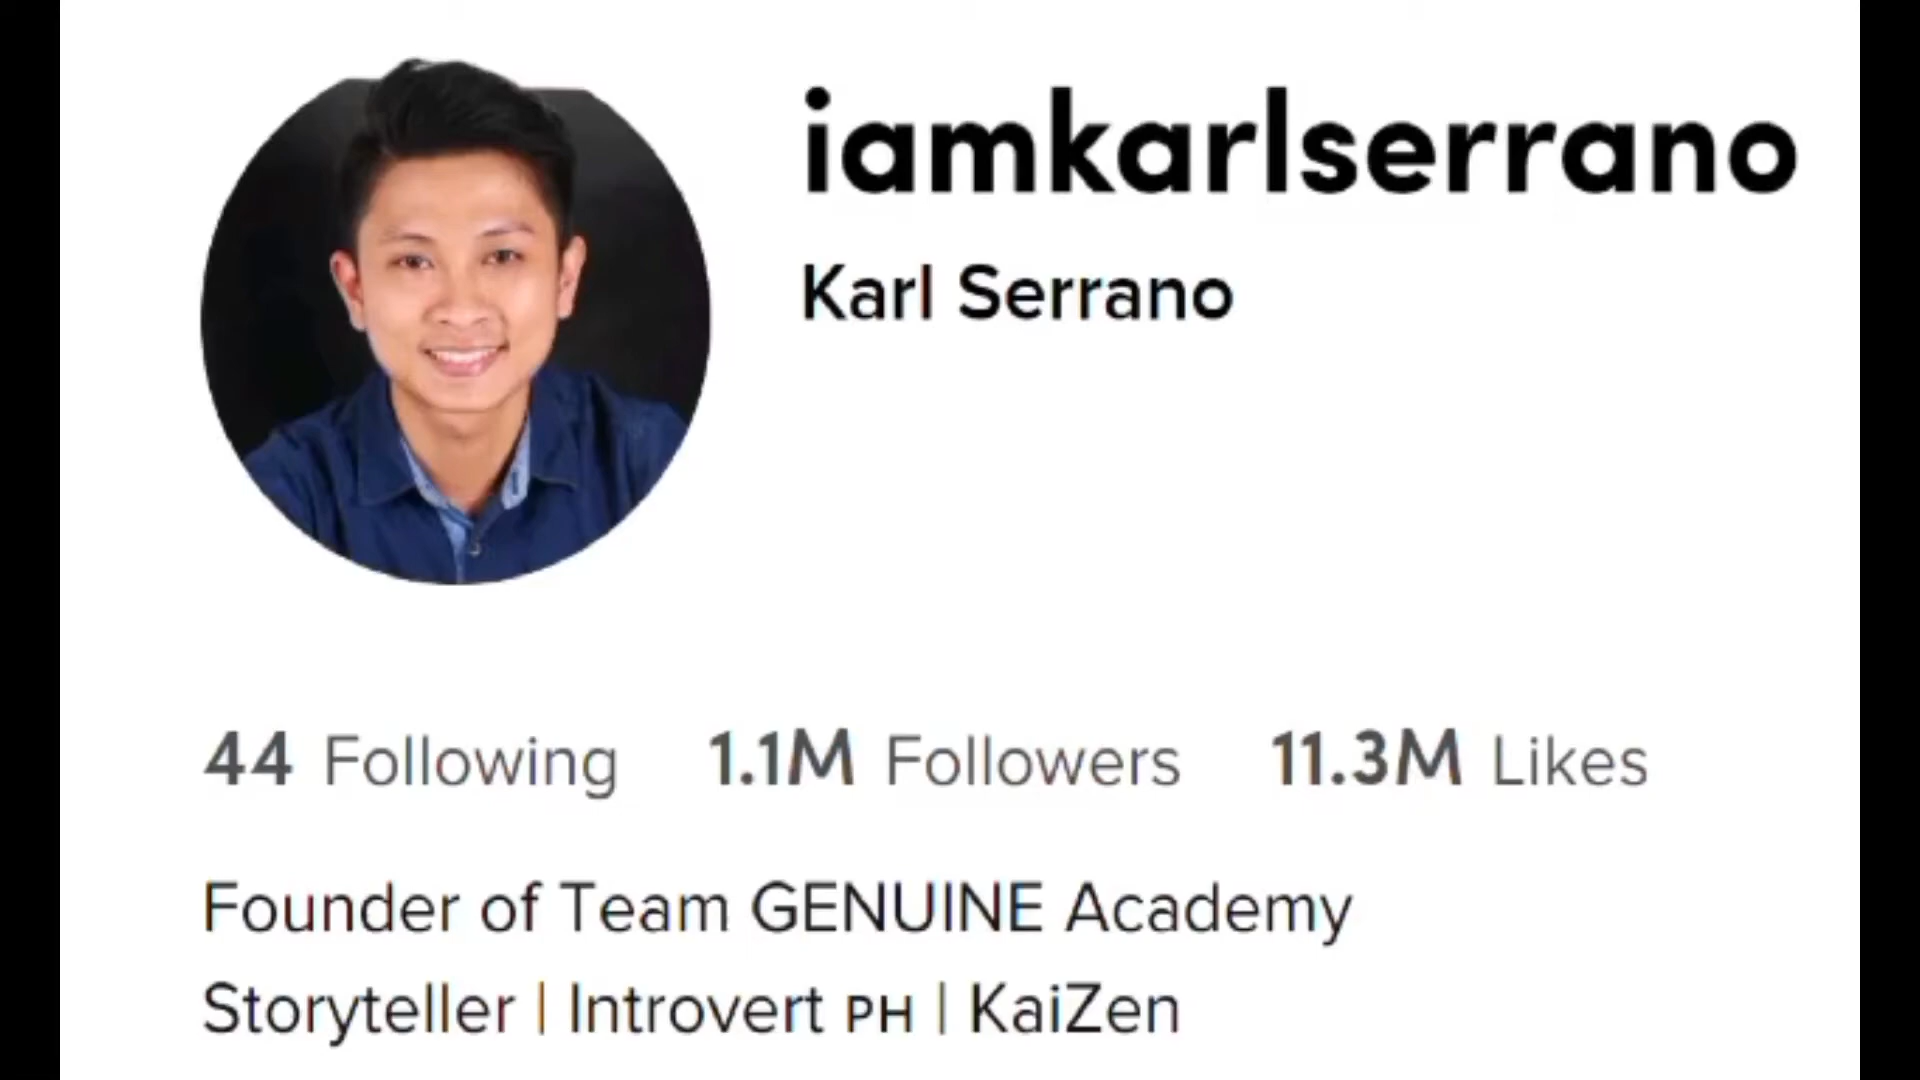 iamkarlserrano
Karl Serrano
44 Following 1.1M Followers 11.3M Likes
Founder of Team GENUINE Academy
Storyteller | Introvert PH | KaiZen